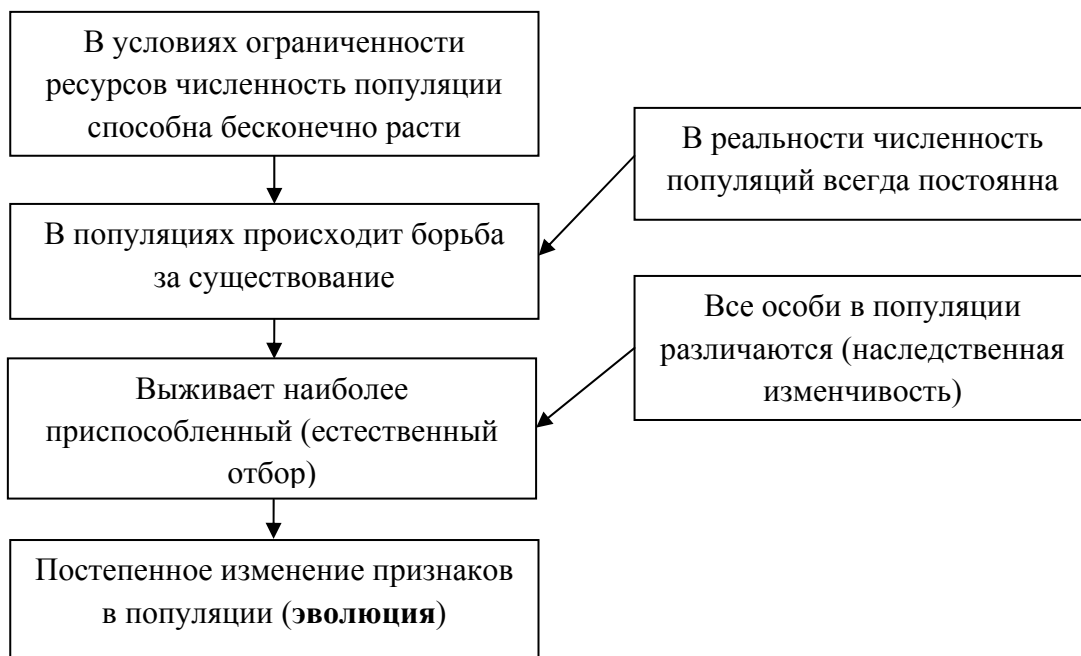 В условиях ограниченности
ресурсов численность популяции
способна бесконечно расти
В реальности численность
популяций всегда постоянна
В популяциях происходит борьба
за существование
Все особи в популяции
различаются (наследственная
изменчивость)
Выживает наиболее
приспособленный (естественный
отбор)
Постепенное изменение признаков
в популяции (эволюция)